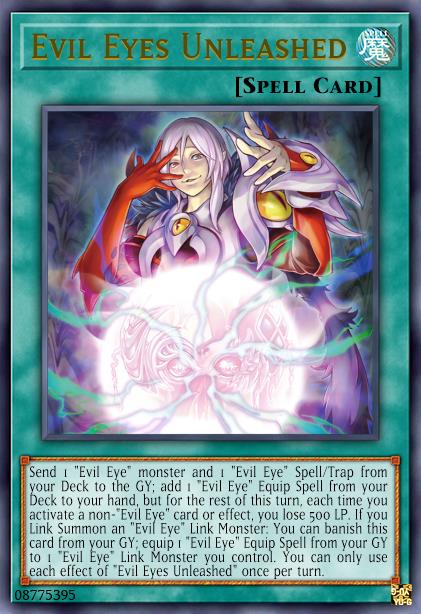 Evil Eyes Unleashed
魔
[Spell Card]
Send 1 "Evil Eye" monster and 1 "Evil Eye" Spell/Trap from
your Deck to the GY; add 1 "Evil Eye" Equip Spell from your
Deck to your hand, but for the rest of this turn, each time you
activate a non-"Evil Eye" card or effect, you lose 500 LP. If you
Link Summon an "Evil Eye" Link Monster: You can banish this
card from your GY; equip 1 "Evil Eye" Equip Spell from your GY
to 1 "Evil Eye" Link Monster you control. You can only use
each effect of "Evil Eyes Unleashed" once per turn.
08775395